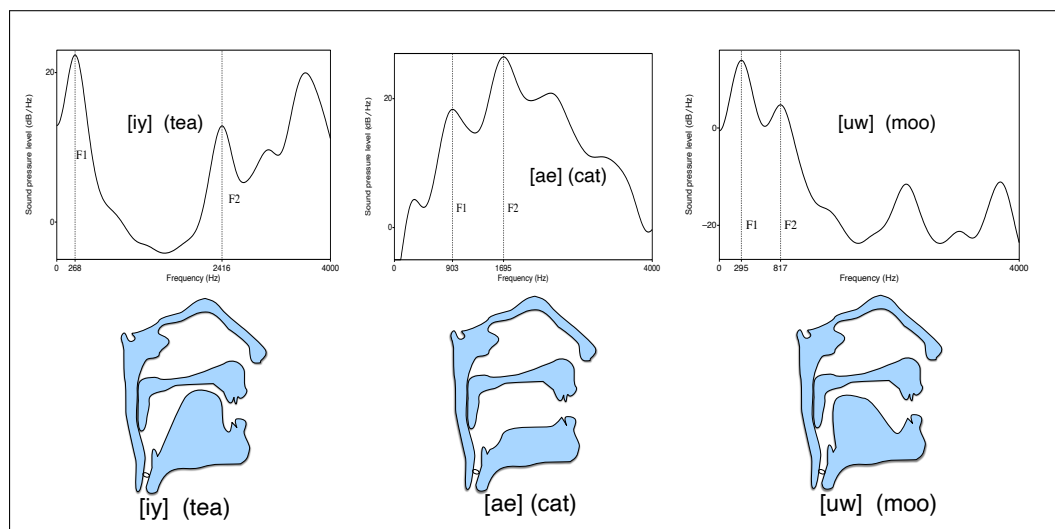 Sound pressure level (dB/Hz)
20
0
[iy] (tea)
F1
F2
0 268 2416 4000
Frequency (Hz)
Sound pressure level (dB/Hz)
20
0
[ae] (cat)
F1
F2
0 903 1695 4000
Frequency (Hz)
Sound pressure level (dB/Hz)
0
−20
[uw] (moo)
F1
F2
0 295 817 4000
Frequency (Hz)
[iy] (tea)
[ae] (cat)
[uw] (moo)